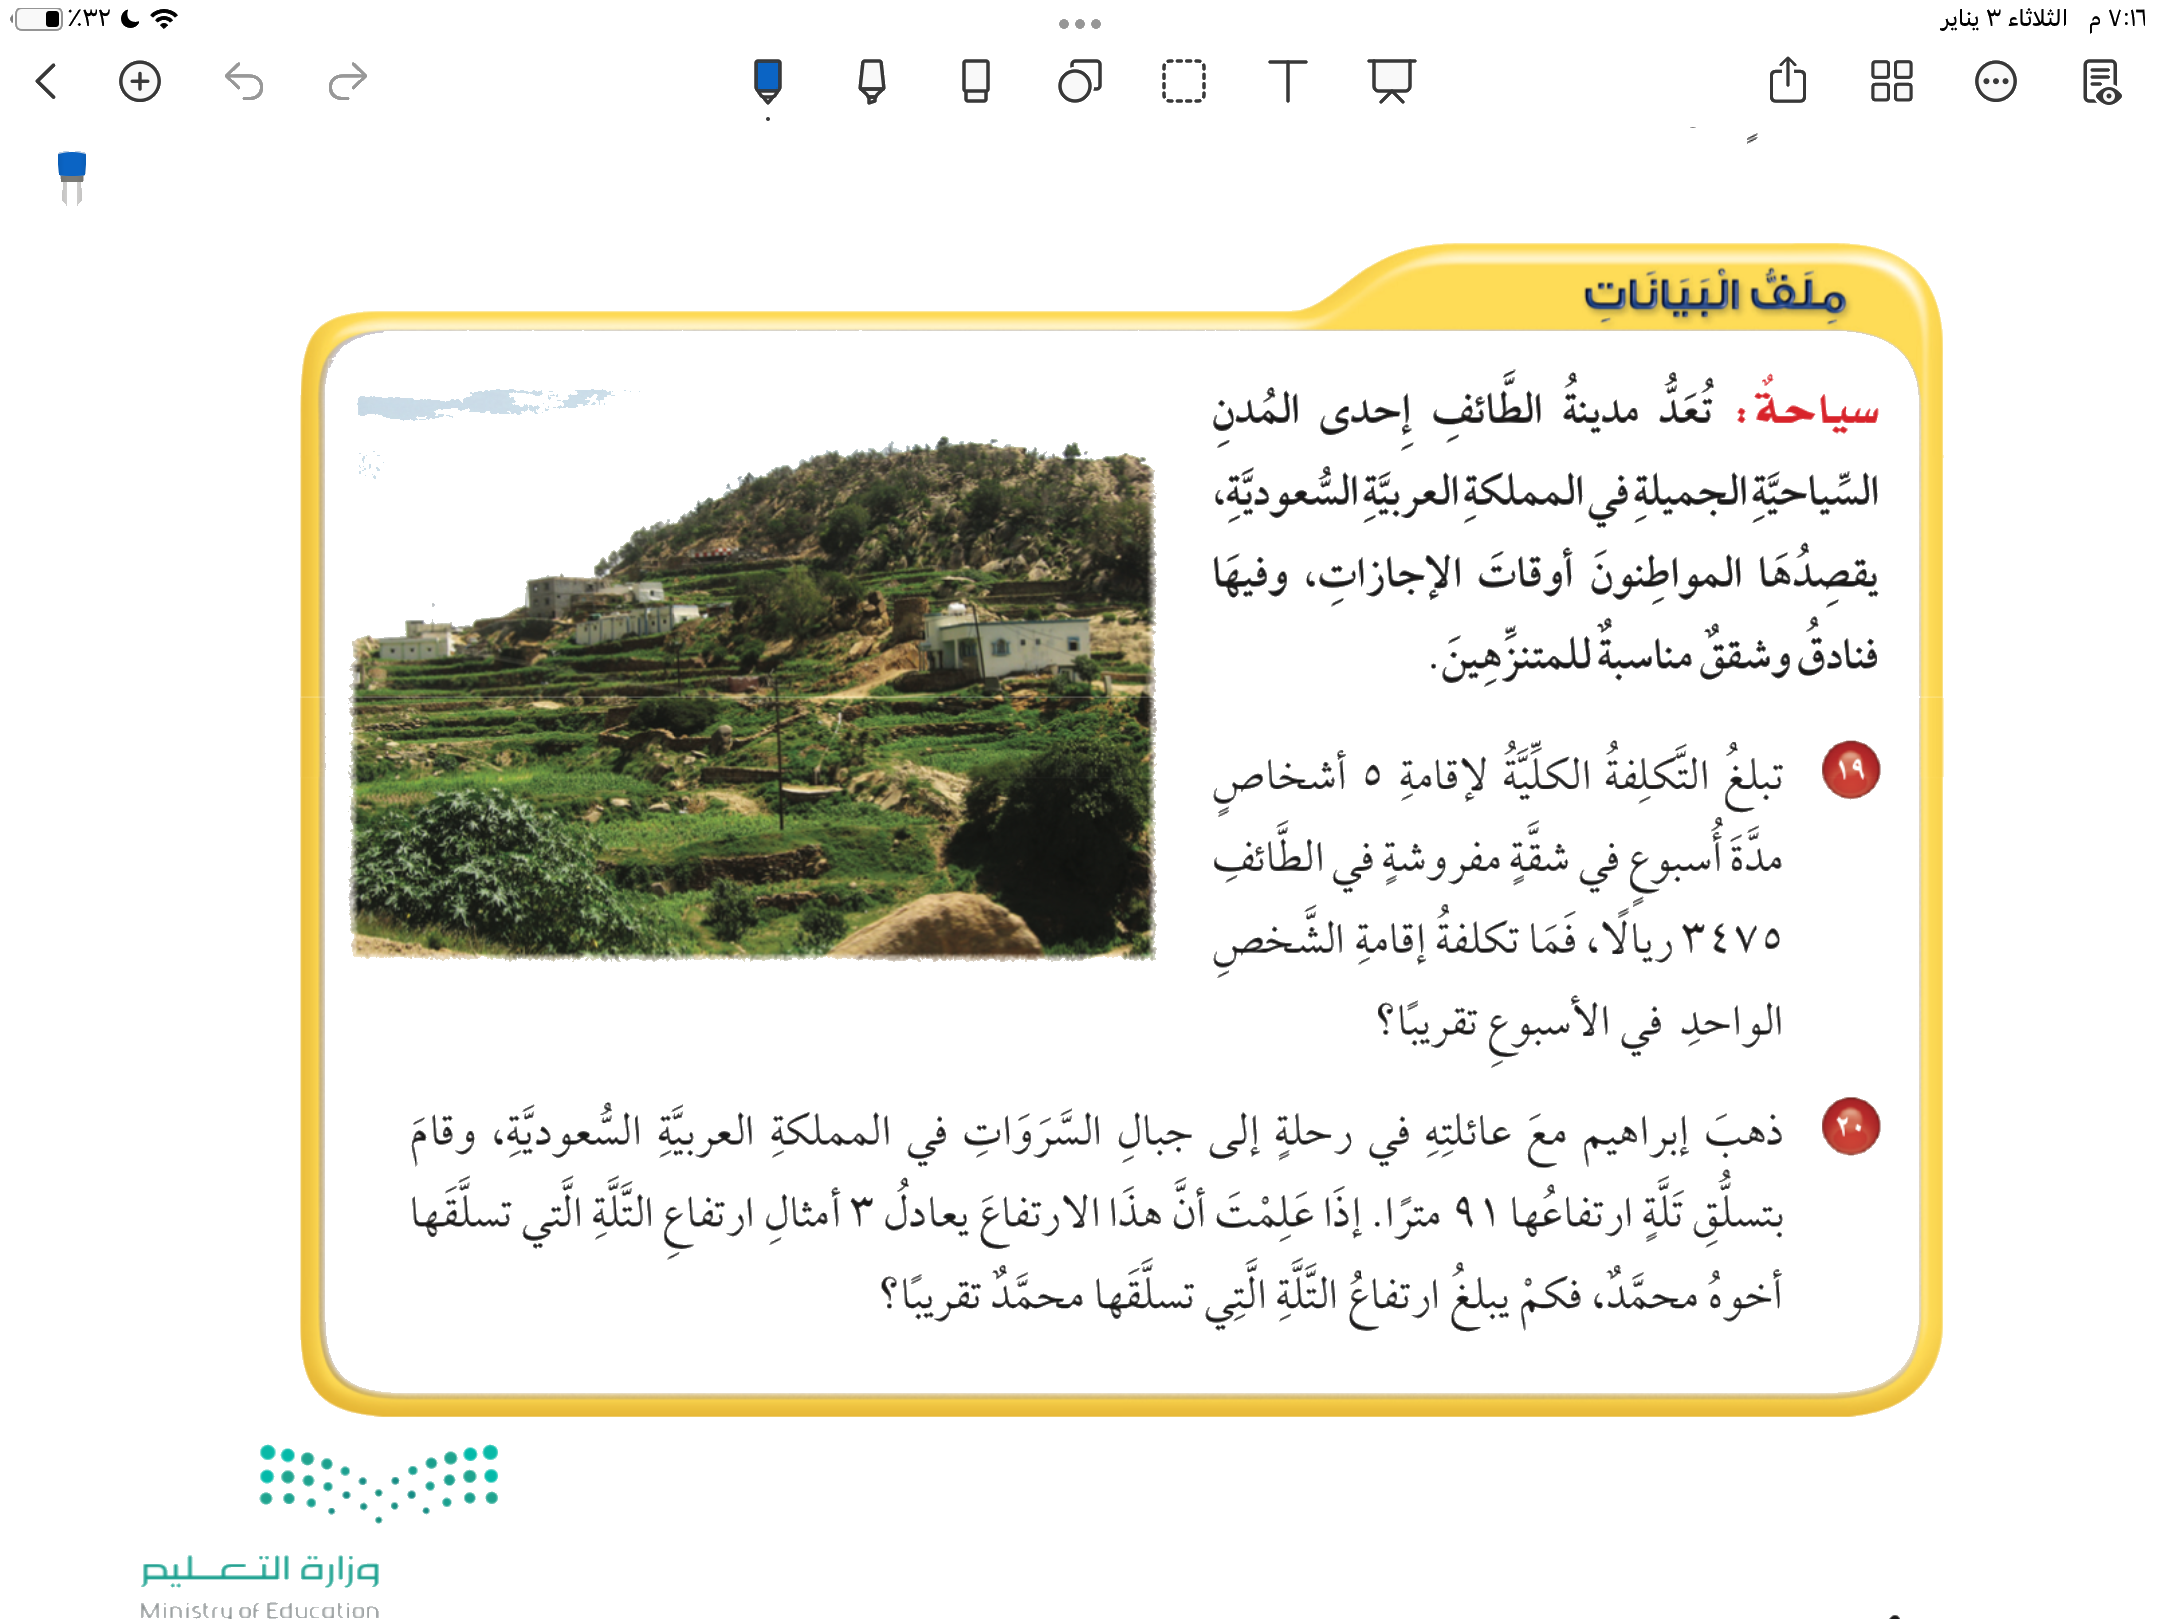 ٧:١٦ م الثلاثاء ٣ يناير
٪٣٢
مِلَفُّ الْبَيَانَاتِ
سياحةٌ: تُعَدُّ مدينةُ الطَّائفِ إِحدى المُدنِ
السِّياحيَّةِ الجميلةِ في المملكةِ العربيَّةِ السُّعوديَّةِ،
يقصِدُهَا المواطِنونَ أوقاتَ الإجازاتِ، وفيهَا
فنادقُ وشققٌ مناسبةٌ للمتنزِّهِينَ.
١٩ تبلغُ التَّكلِفةُ الكلِّيَّةُ لإقامةِ ٥ أشخاصٍ
مدَّةَ أُسبوعٍ في شقَّةٍ مفروشةٍ في الطَّائفِ
٣٤٧٥ ريالًا، فَمَا تكلفةُ إقامةِ الشَّخصِ
الواحدِ في الأسبوعِ تقريبًا؟
٢٠ ذهبَ إبراهيم معَ عائلتِهِ في رحلةٍ إلى جبالِ السَّرَوَاتِ في المملكةِ العربيَّةِ السُّعوديَّةِ، وقامَ
بتسلُّقِ تَلَّةٍ ارتفاعُها ٩١ مترًا. إذَا عَلِمْتَ أنَّ هذَا الارتفاعَ يعادلُ ٣ أمثالِ ارتفاعِ التَّلَّةِ الَّتي تسلَّقَها
أخوهُ محمَّدٌ، فكمْ يبلغُ ارتفاعُ التَّلَّةِ الَّتِي تسلَّقَها محمَّدٌ تقريبًا؟
وزارة التعليم
Ministry of Education